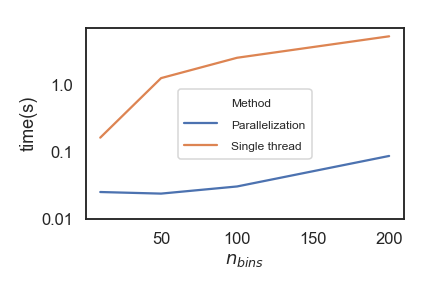 time(s)
1.0
0.1
0.01
Method
Parallelization
Single thread
50
100
150
200
n_bins